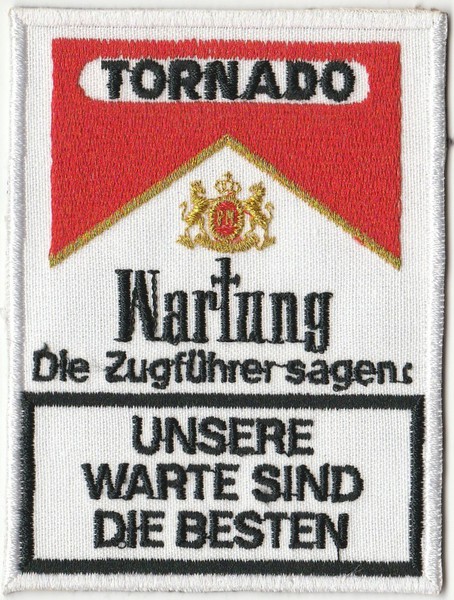 TORNADO
P.M.
Wartung
Die Zugführer sagen:
UNSERE
WARTE SIND
DIE BESTEN